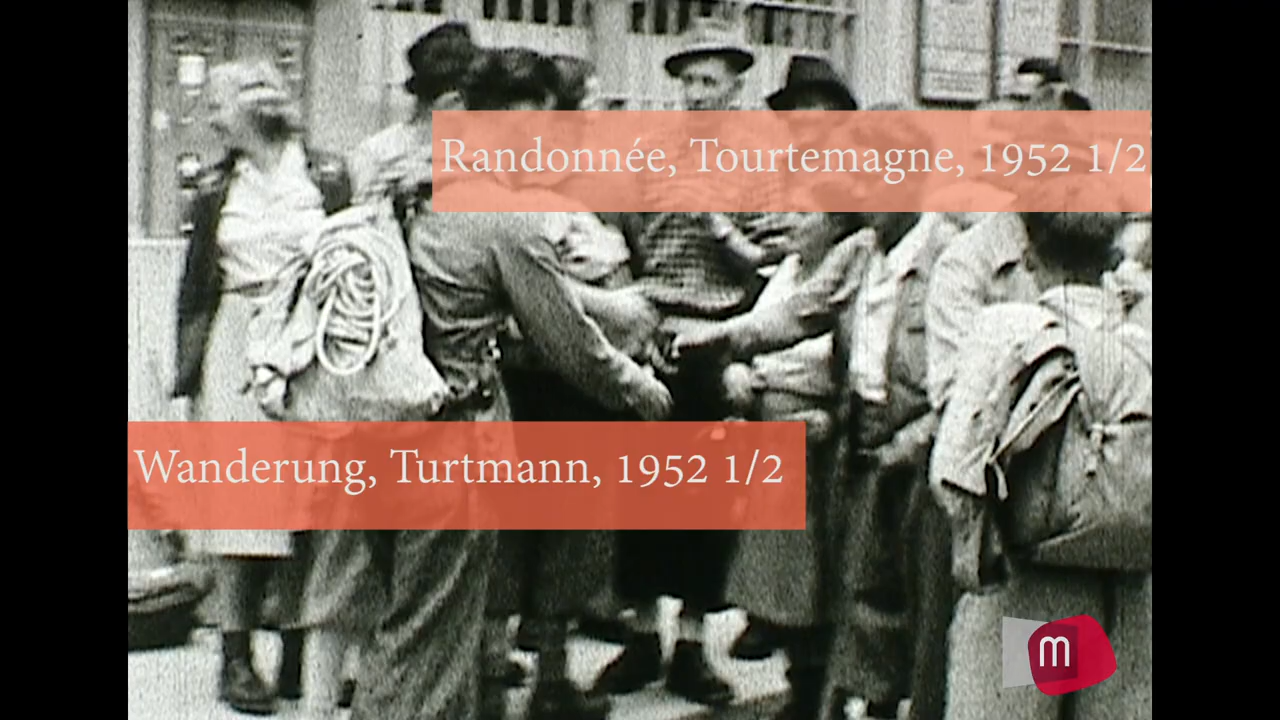 Randonnée, Tourtemagne, 1952 1/2
Wanderung, Turtmann, 1952 1/2
m